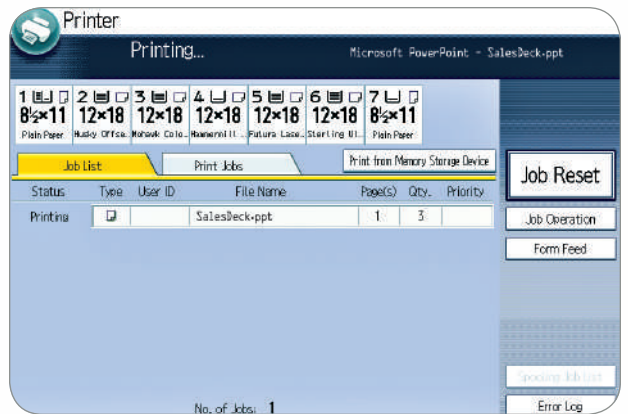 Printer
Printing... Microsoft PowerPoint - SalesDeck.ppt
1 2 3 4 5 6 7
8½×11 12×18 12×18 12×18 12×18 12×18 8½×11
Plain Paper Husky Offse.. Mohawk Colo.. Hammermill .. Futura Lase.. Sterling Ul.. Plain Paper
Job List Print Jobs Print from Memory Storage Device
Job Reset
Status Type User ID File Name Page(s) Qty. Priority
Printing SalesDeck.ppt 1 3
Job Operation
Form Feed
Spooling Job List
No. of Jobs: 1
Error Log